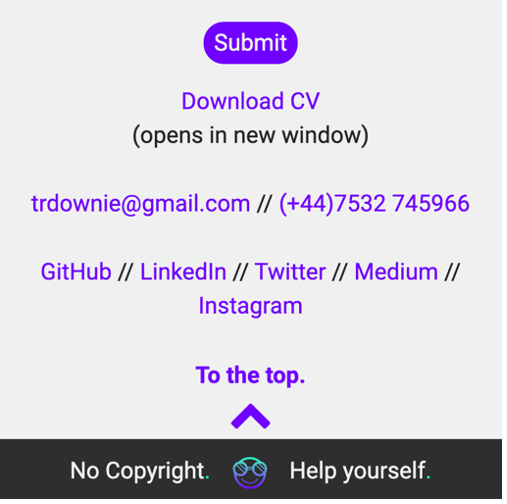 Submit
Download CV
(opens in new window)
trdownie@gmail.com // (+44)7532 745966
GitHub // LinkedIn // Twitter // Medium //
Instagram
To the top.
No Copyright. Help yourself.